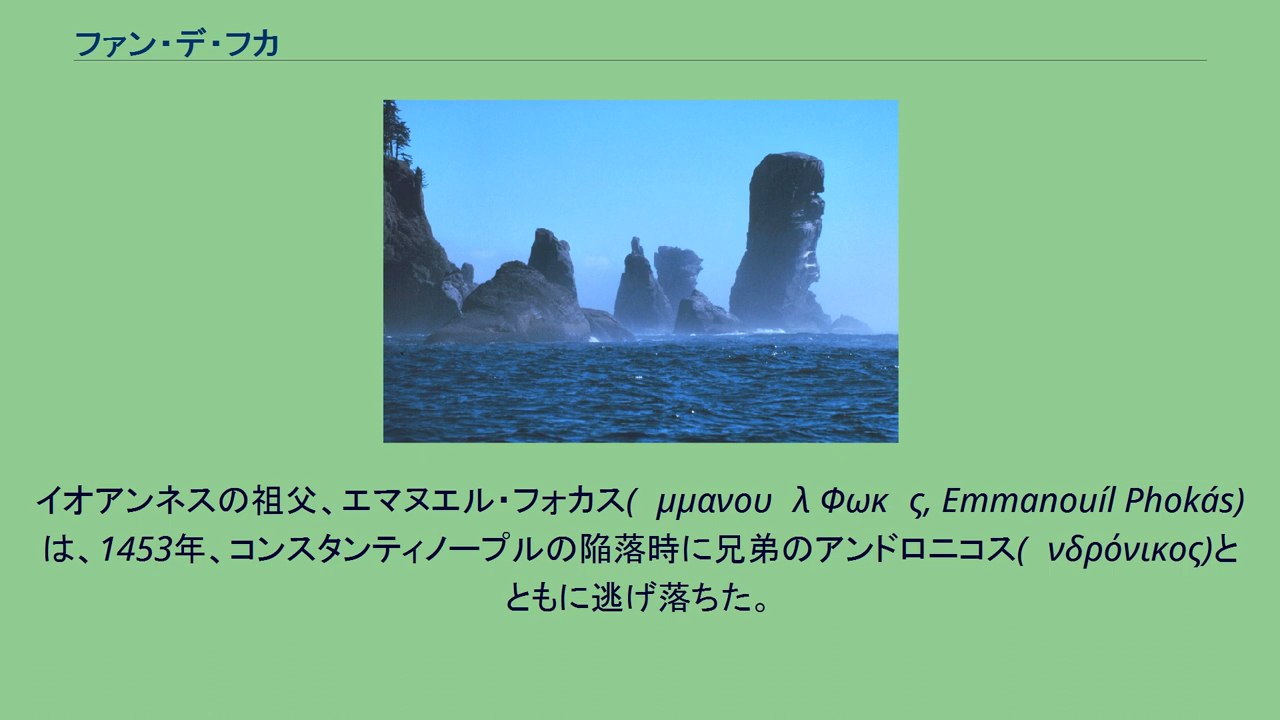 ファン・デ・フカ
イオアンネスの祖父、エマヌエル・フォカス( μμανου λ Φωκ ς, Emmanouíl Phokás)
は、1453年、コンスタンティノープルの陥落時に兄弟のアンドロニコス( νδρόνικος)と
ともに逃げ落ちた。